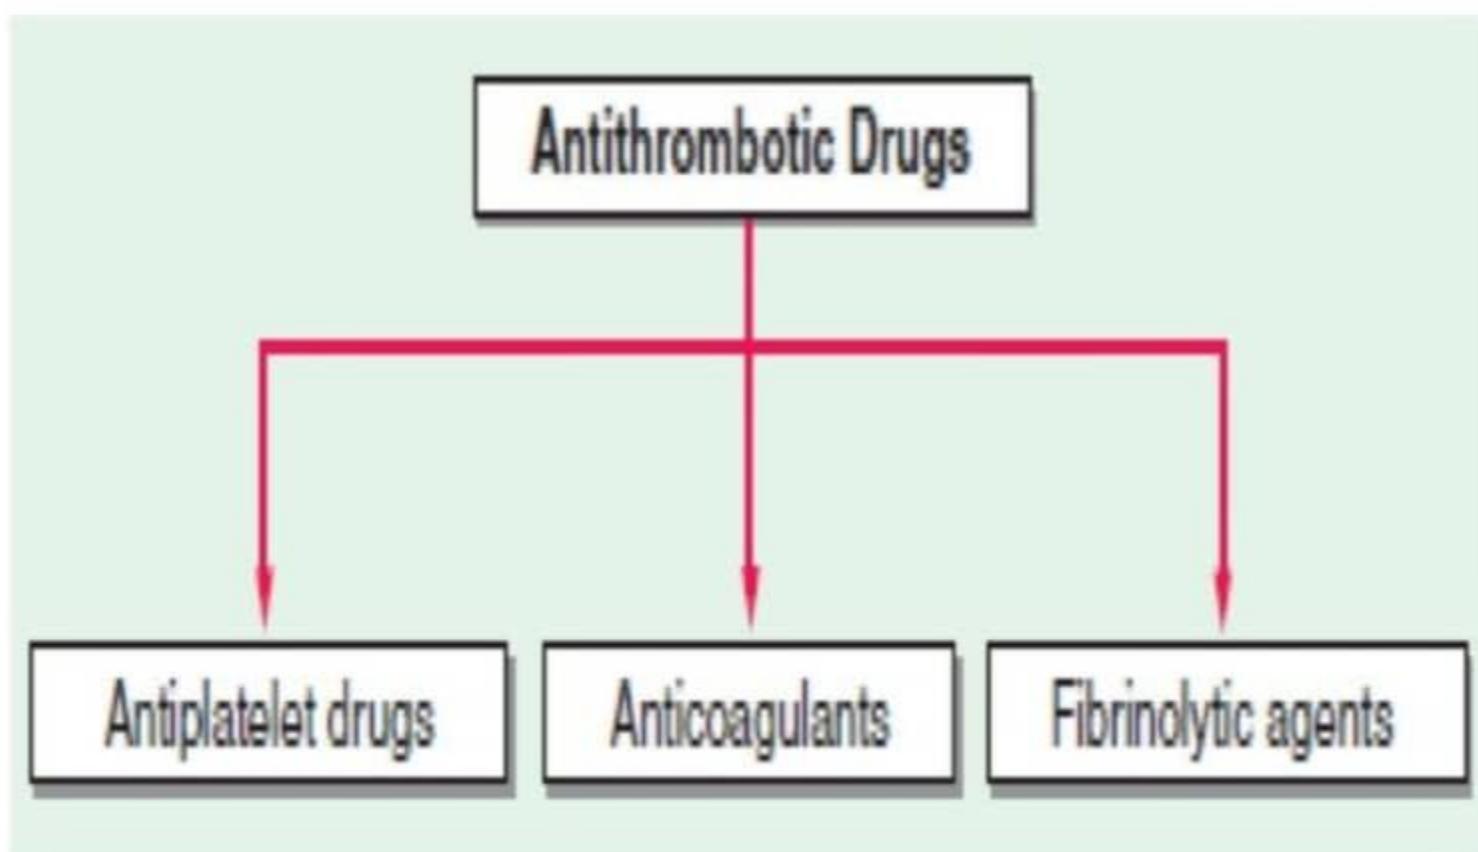 Antithrombotic Drugs
Antiplatelet drugs
Anticoagulants
Fibrinolytic agents